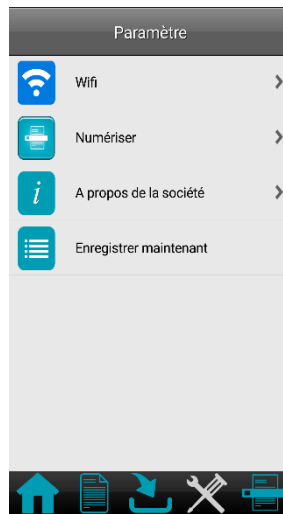 Paramètre
Wifi
Numériser
A propos de la société
Enregistrer maintenant